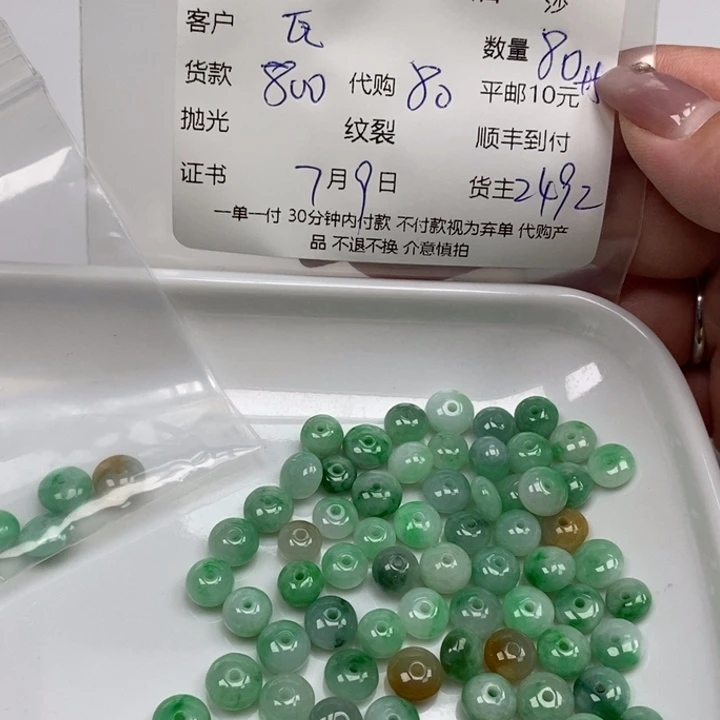 沙
客户 瓦 数量 80
货款 800 代购 80 平邮10元
抛光 纹裂 顺丰到付
证书 7月9日 货主2492
一单一付 30分钟内付款 不付款视为弃单 代购产
品 不退不换 介意慎拍